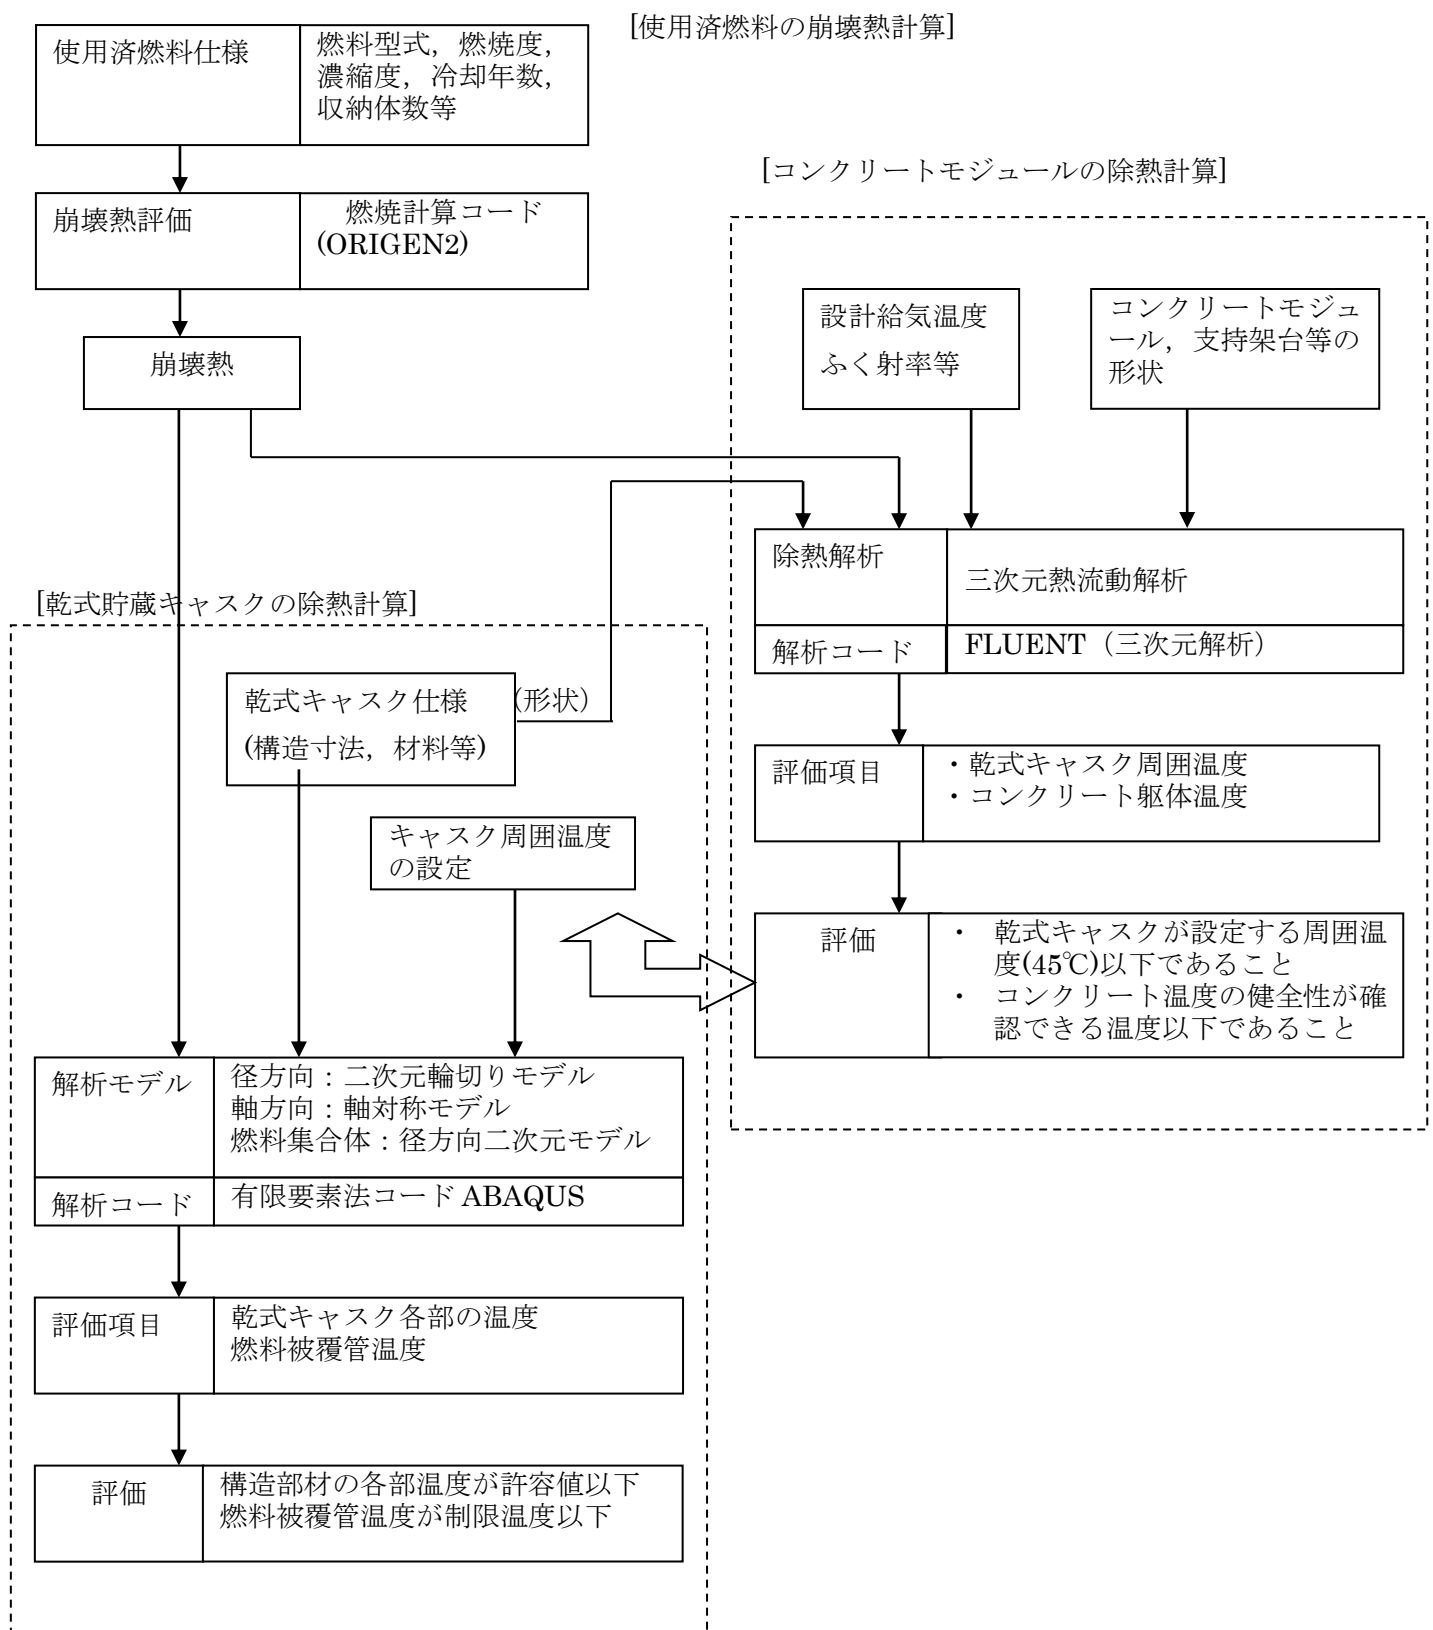 [使用済燃料の崩壊熱計算]
使用済燃料仕様
燃料型式，燃焼度，
濃縮度，冷却年数，
収納体数等
崩壊熱評価
燃焼計算コード
(ORIGEN2)
崩壊熱
[コンクリートモジュールの除熱計算]
設計給気温度
ふく射率等
コンクリートモジュ
ール，支持架台等の
形状
除熱解析
三次元熱流動解析
解析コード
FLUENT（三次元解析）
評価項目
・乾式キャスク周囲温度
・コンクリート躯体温度
評価
・ 乾式キャスクが設定する周囲温
度(45℃)以下であること
・ コンクリート温度の健全性が確
認できる温度以下であること
[乾式貯蔵キャスクの除熱計算]
乾式キャスク仕様
(構造寸法，材料等)
（形状）
キャスク周囲温度
の設定
解析モデル
径方向：二次元輪切りモデル
軸方向：軸対称モデル
燃料集合体：径方向二次元モデル
解析コード
有限要素法コード ABAQUS
評価項目
乾式キャスク各部の温度
燃料被覆管温度
評価
構造部材の各部温度が許容値以下
燃料被覆管温度が制限温度以下